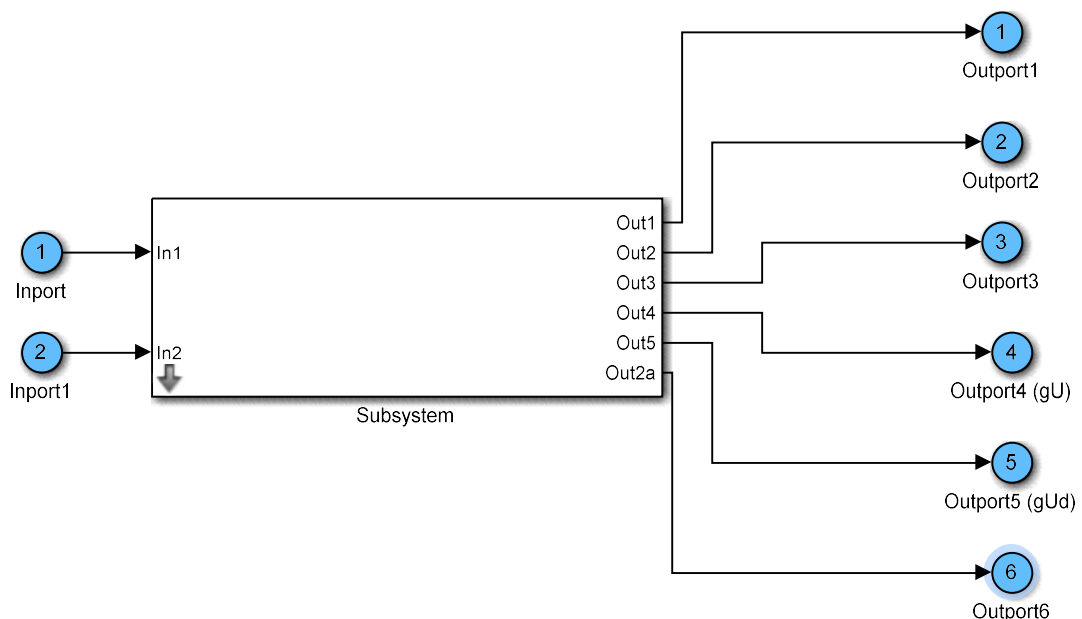 1
Outport1
2
Outport2
Out1
1
In1
Out2
3
Inport
Out3
Outport3
Out4
2
In2
Out5
4
Inport1
Out2a
Outport4 (gU)
Subsystem
5
Outport5 (gUd)
6
Outport6